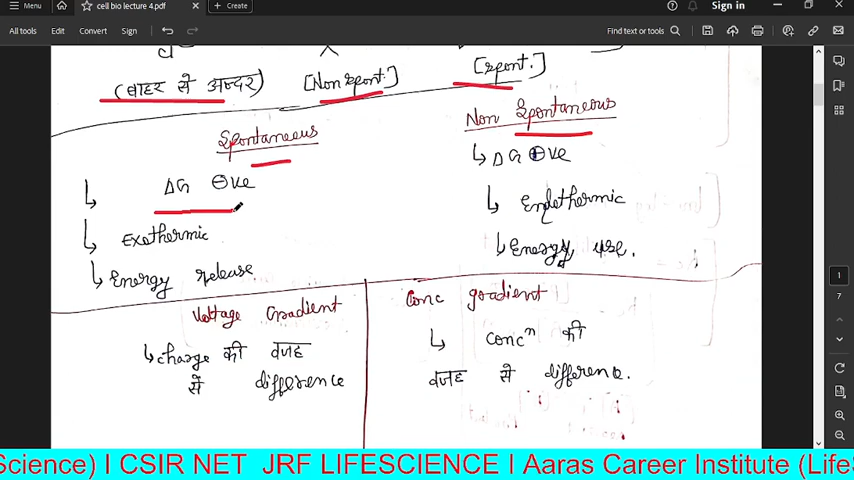 Menu
cell bio lecture 4.pdf
+ Create
Sign in
All tools Edit Convert Sign
Find text or tools
(बाहर से अन्दर) [Non spont.] [spont.]
Spontaneous
ΔG ⊖ve
Exothermic
Energy release
Non Spontaneous
ΔG ⊕ve
Endothermic
Energy use.
Voltage Gradient
charge की वजह
से difference
Conc gradient
Concⁿ की
वजह से difference.
1
7
Science) I CSIR NET JRF LIFESCIENCE I Aaras Career Institute (Life